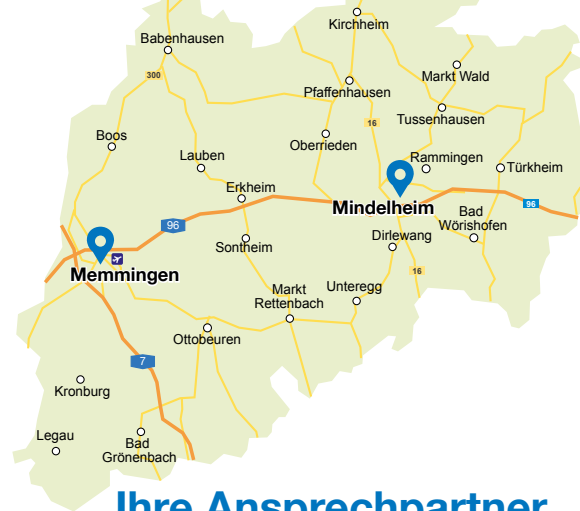 Kirchheim
Babenhausen
300
Markt Wald
Pfaffenhausen
16
Tussenhausen
Boos
Oberrieden
Lauben
Rammingen
Türkheim
Erkheim
Mindelheim
96
96
Bad
Wörishofen
Sontheim
Dirlewang
Memmingen
16
Markt
Rettenbach
Unteregg
Ottobeuren
7
Kronburg
Legau
Bad
Grönenbach
Ihre Ansprechpartner